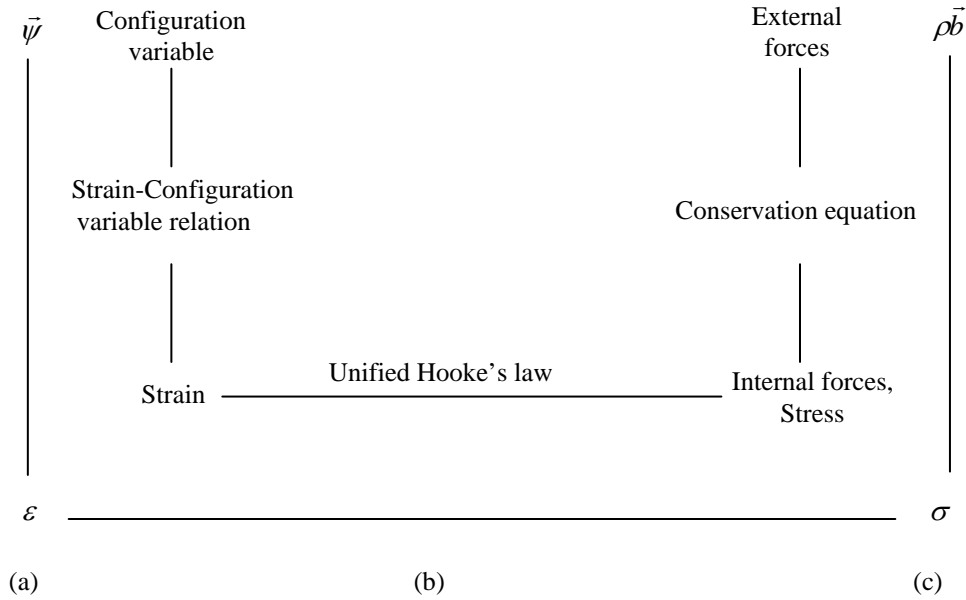 ψ⃗
Configuration
variable
External
forces
ρb⃗
Strain-Configuration
variable relation
Conservation equation
Strain
Unified Hooke’s law
Internal forces,
Stress
ε
σ
(a)
(b)
(c)